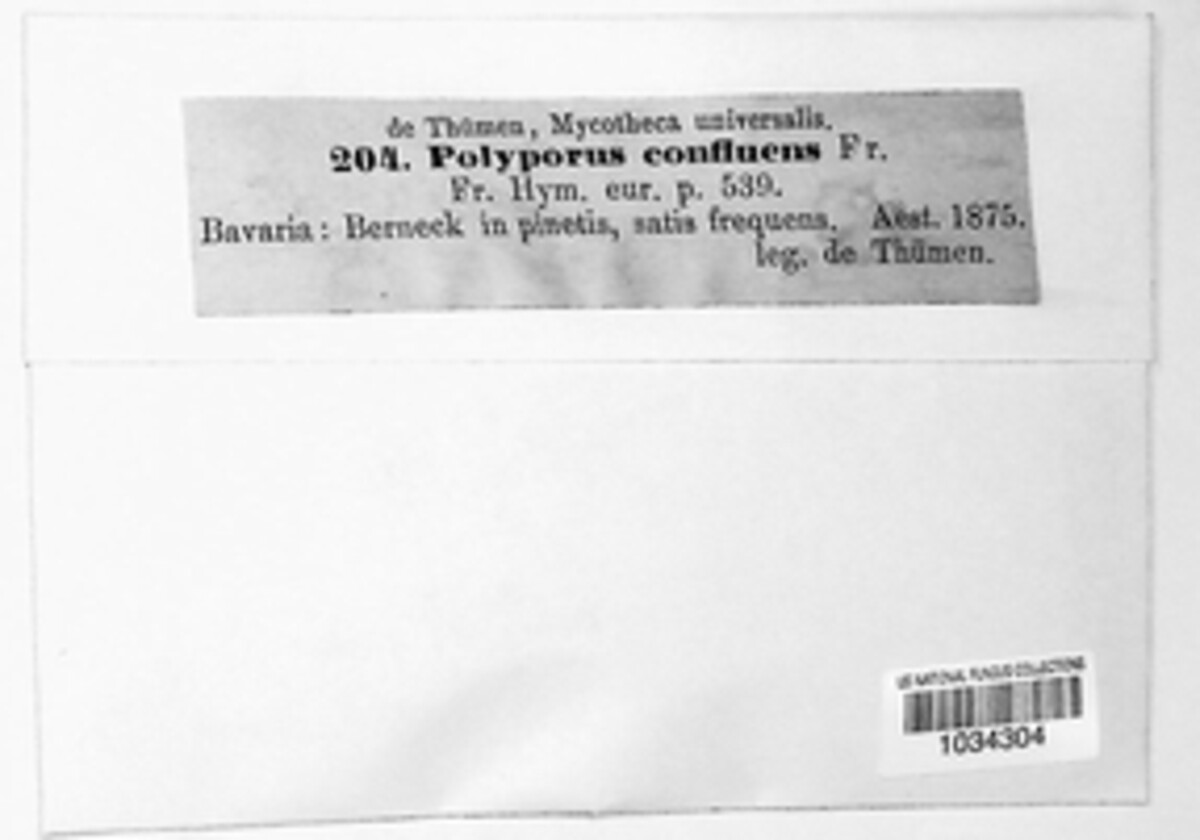 de Thümen, Mycotheca universalis.
204. Polyporus confluens Fr.
Fr. Hym. eur. p. 539.
Bavaria: Berneck in pinetis, satis frequens. Aest. 1875.
leg. de Thümen.
US NATIONAL FUNGUS COLLECTIONS
1034304